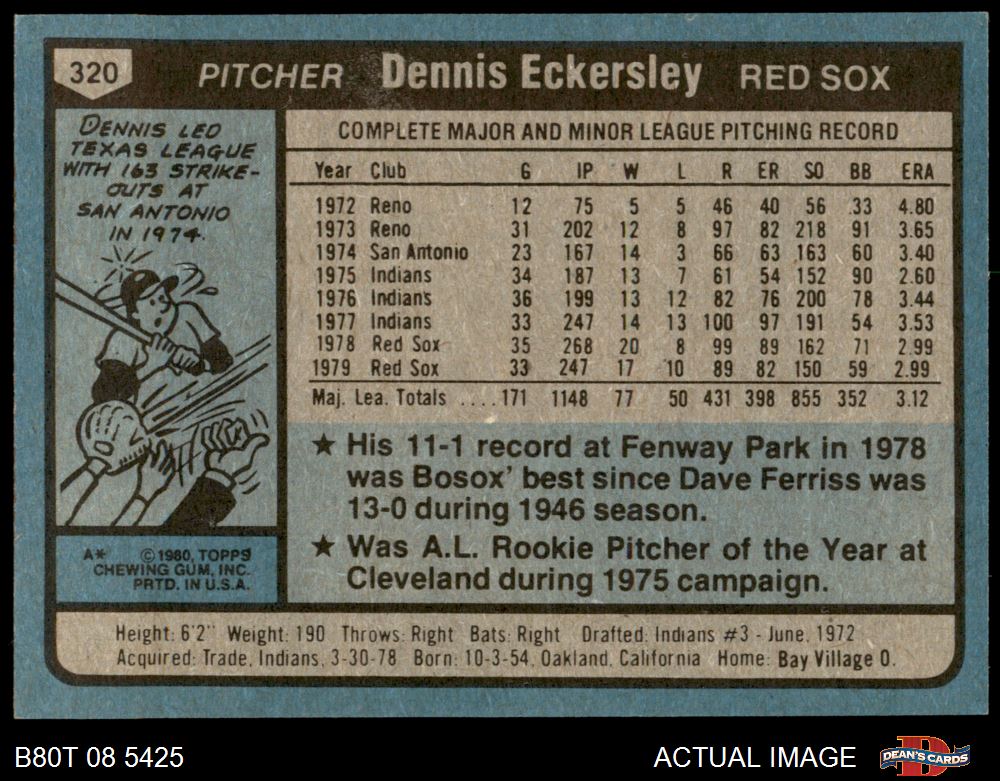 320 PITCHER Dennis Eckersley RED SOX
DENNIS LED
TEXAS LEAGUE
WITH 163 STRIKE-
OUTS AT
SAN ANTONIO
IN 1974.
COMPLETE MAJOR AND MINOR LEAGUE PITCHING RECORD
Year Club G IP W L R ER SO BB ERA
1972 Reno 12 75 5 5 46 40 56 33 4.80
1973 Reno 31 202 12 8 97 82 218 91 3.65
1974 San Antonio 23 167 14 3 66 63 163 60 3.40
1975 Indians 34 187 13 7 61 54 152 90 2.60
1976 Indians 36 199 13 12 82 76 200 78 3.44
1977 Indians 33 247 14 13 100 97 191 54 3.53
1978 Red Sox 35 268 20 8 99 89 162 71 2.99
1979 Red Sox 33 247 17 10 89 82 150 59 2.99
Maj. Lea. Totals ....171 1148 77 50 431 398 855 352 3.12
★ His 11-1 record at Fenway Park in 1978
was Bosox' best since Dave Ferriss was
13-0 during 1946 season.
★ Was A.L. Rookie Pitcher of the Year at
Cleveland during 1975 campaign.
A* © 1980, TOPPS
CHEWING GUM, INC.
PRTD. IN U.S.A.
Height: 6'2" Weight: 190 Throws: Right Bats: Right Drafted: Indians #3 - June, 1972
Acquired: Trade, Indians, 3-30-78 Born: 10-3-54, Oakland, California Home: Bay Village O.
B80T 08 5425 ACTUAL IMAGE DEAN'S CARDS